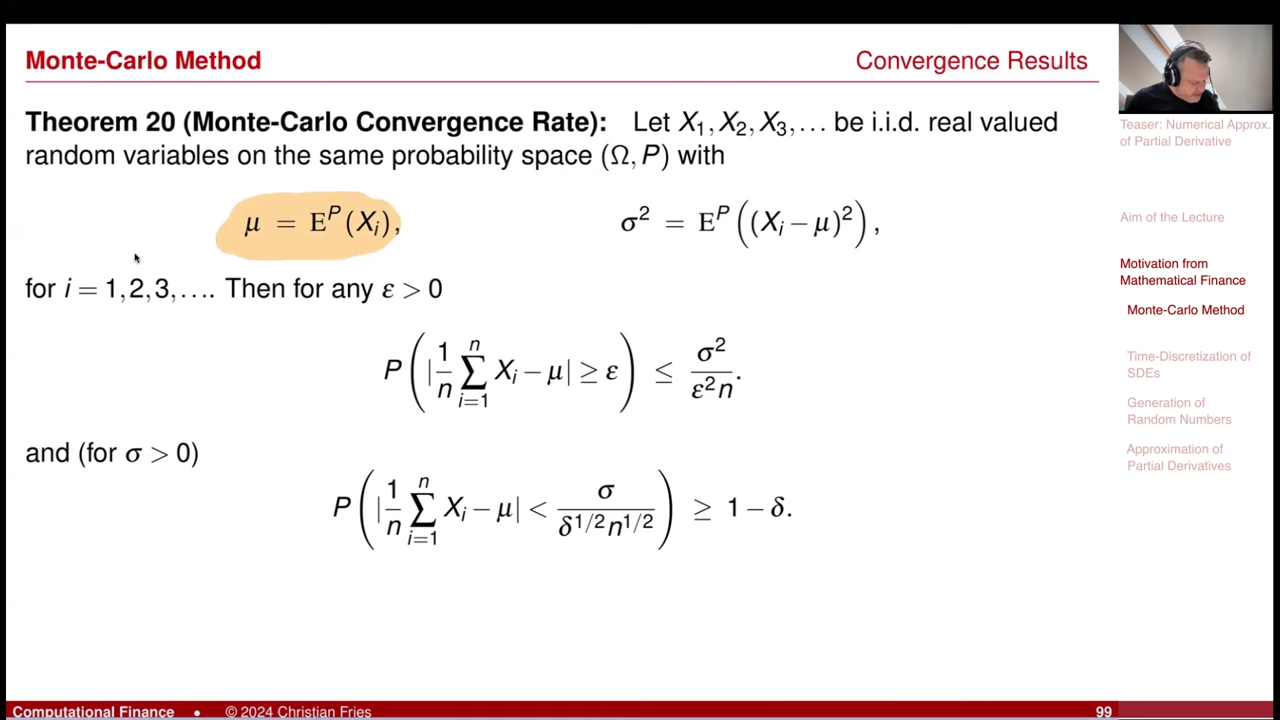 Monte-Carlo Method
Convergence Results
Theorem 20 (Monte-Carlo Convergence Rate): Let X₁, X₂, X₃, … be i.i.d. real valued
random variables on the same probability space (Ω, P) with
μ = Eᴾ(Xᵢ), σ² = Eᴾ((Xᵢ − μ)²),
for i = 1, 2, 3, …. Then for any ε > 0
P(|1/n ∑ᵢ₌₁ⁿ Xᵢ − μ| ≥ ε) ≤ σ²/(ε²n).
and (for σ > 0)
P(|1/n ∑ᵢ₌₁ⁿ Xᵢ − μ| < σ/(δ^{1/2} n^{1/2})) ≥ 1 − δ.
Teaser: Numerical Approx.
of Partial Derivative
Aim of the Lecture
Motivation from
Mathematical Finance
Monte-Carlo Method
Time-Discretization of
SDEs
Generation of
Random Numbers
Approximation of
Partial Derivatives
Computational Finance • © 2024 Christian Fries 99